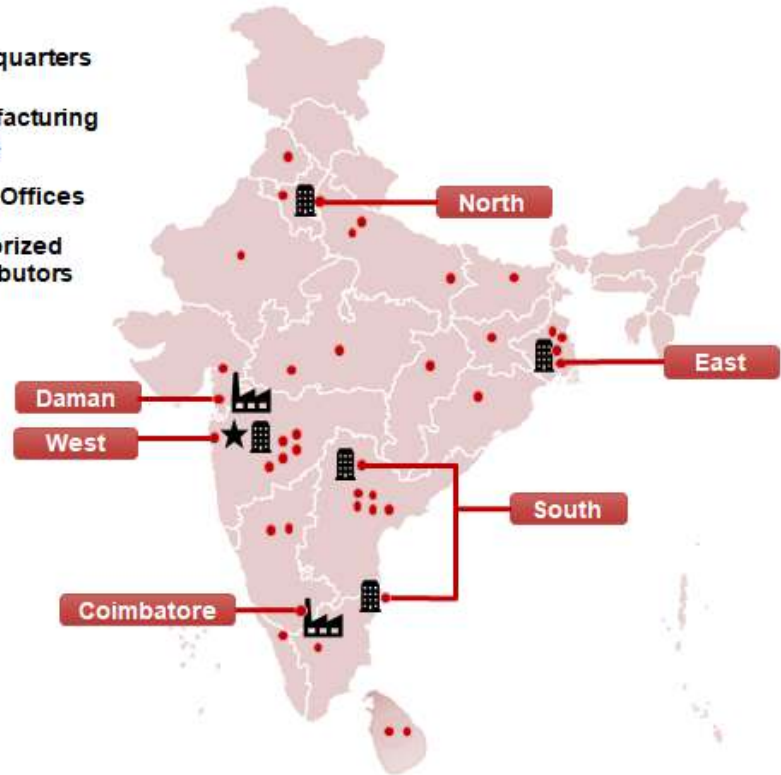 quarters
facturing
Offices
orized
butors
North
East
Daman
West
South
Coimbatore